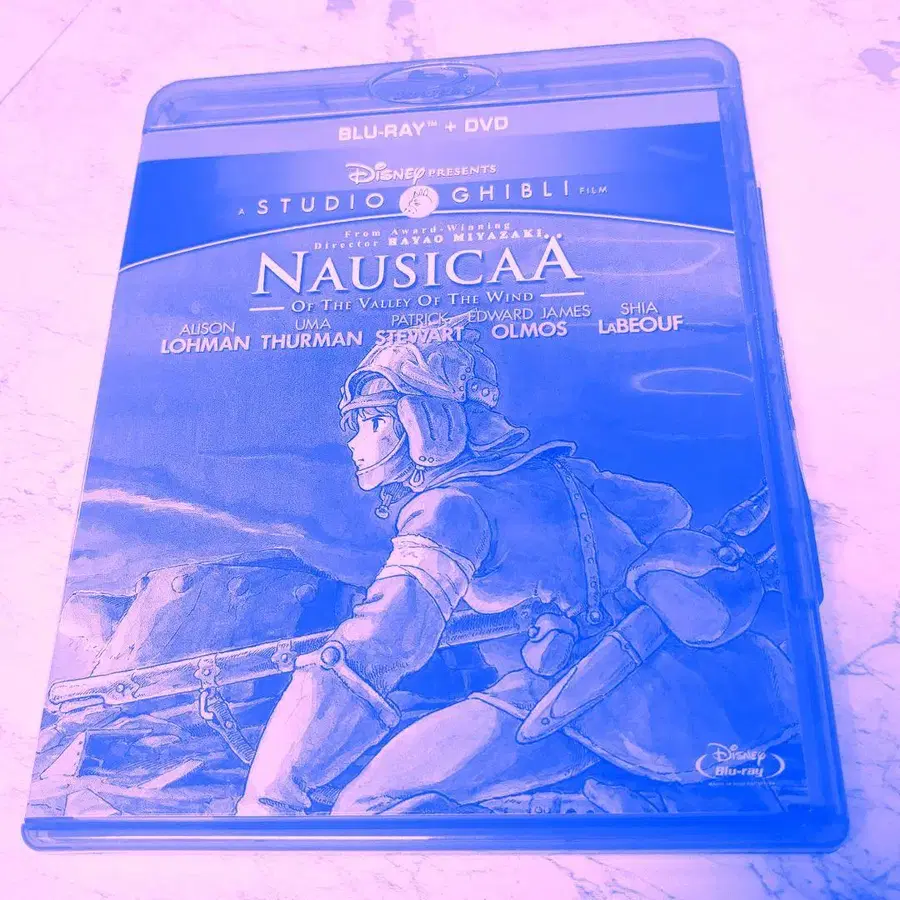 BLU-RAY™ + DVD
Disney PRESENTS
A STUDIO GHIBLI FILM
From Award-Winning
Director HAYAO MIYAZAKI
NAUSICAÄ
OF THE VALLEY OF THE WIND
ALISON LOHMAN
UMA THURMAN
PATRICK STEWART
EDWARD JAMES OLMOS
SHIA LABEOUF
Disney
Blu-ray